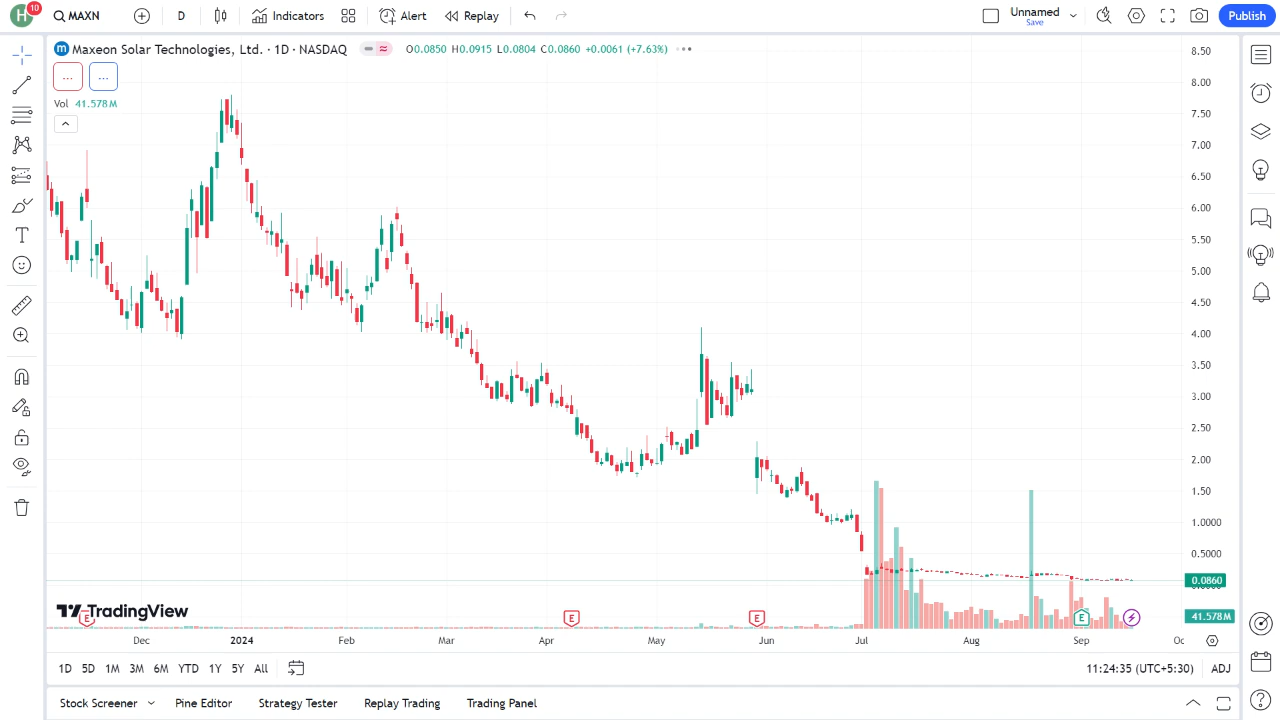 H 10 MAXN D Indicators Alert Replay Unnamed Save Publish
m Maxeon Solar Technologies, Ltd. · 1D · NASDAQ O0.0850 H0.0915 L0.0804 C0.0860 +0.0061 (+7.63%)
... ...
Vol 41.578M
8.50
8.00
7.50
7.00
6.50
6.00
5.50
5.00
4.50
4.00
3.50
3.00
2.50
2.00
1.50
1.0000
0.5000
0.0860
TradingView
E E E E 41.578M
Dec 2024 Feb Mar Apr May Jun Jul Aug Sep
1D 5D 1M 3M 6M YTD 1Y 5Y All 11:24:35 (UTC+5:30) ADJ
Stock Screener Pine Editor Strategy Tester Replay Trading Trading Panel